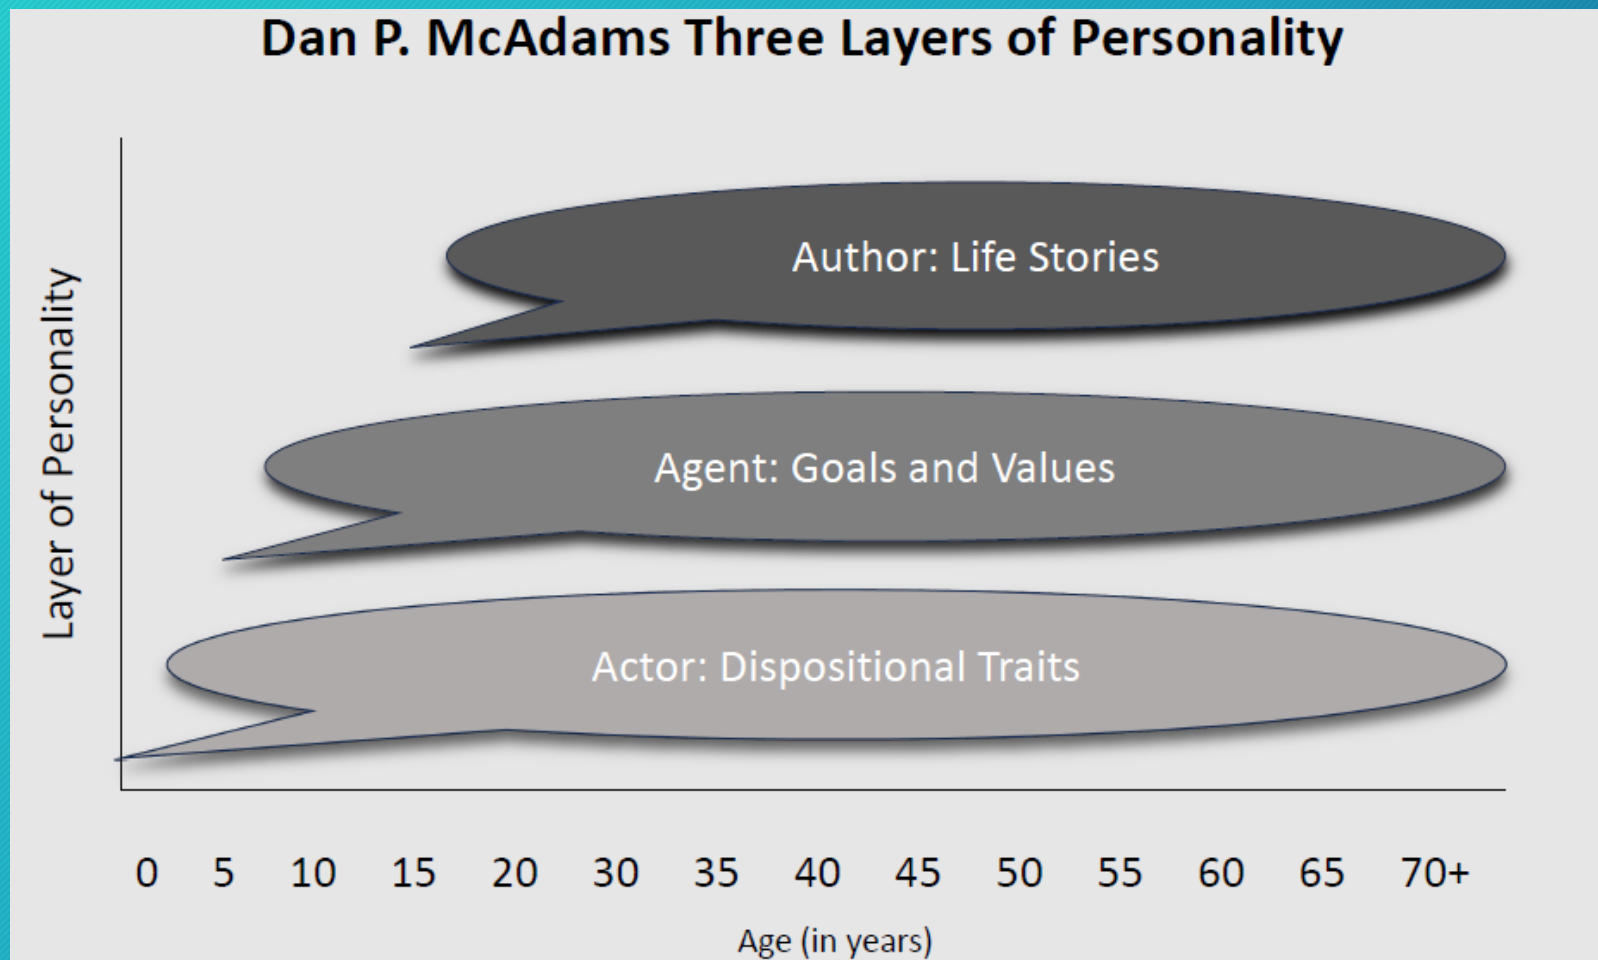 Dan P. McAdams Three Layers of Personality
Layer of Personality
Author: Life Stories
Agent: Goals and Values
Actor: Dispositional Traits
0 5 10 15 20 30 35 40 45 50 55 60 65 70+
Age (in years)